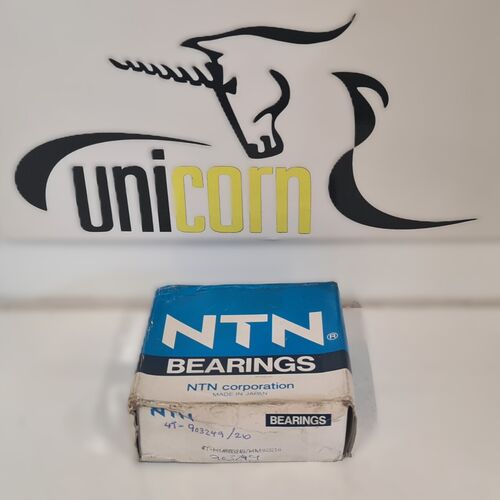 unicorn
NTN®
BEARINGS
NTN corporation
MADE IN JAPAN
NTN
BEARINGS
4T-903249/20